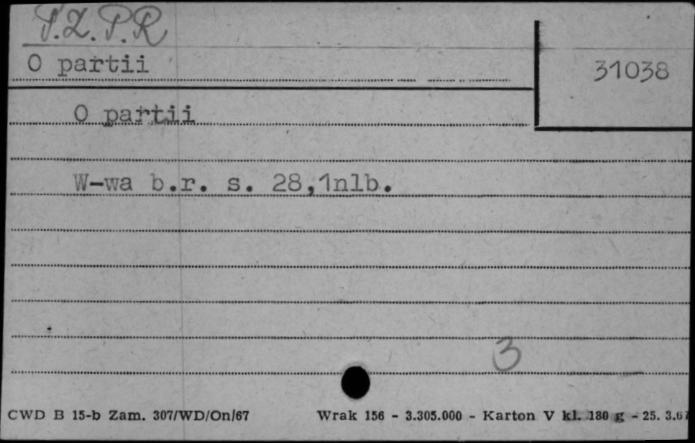 P.Z.P.R
O partii
31038
O partii
W-wa b.r. s. 28,1nlb.
3
CWD B 15-b Zam. 307/WD/On/67 Wrak 156 - 3.305.000 - Karton V kl. 180 g - 25. 3.67